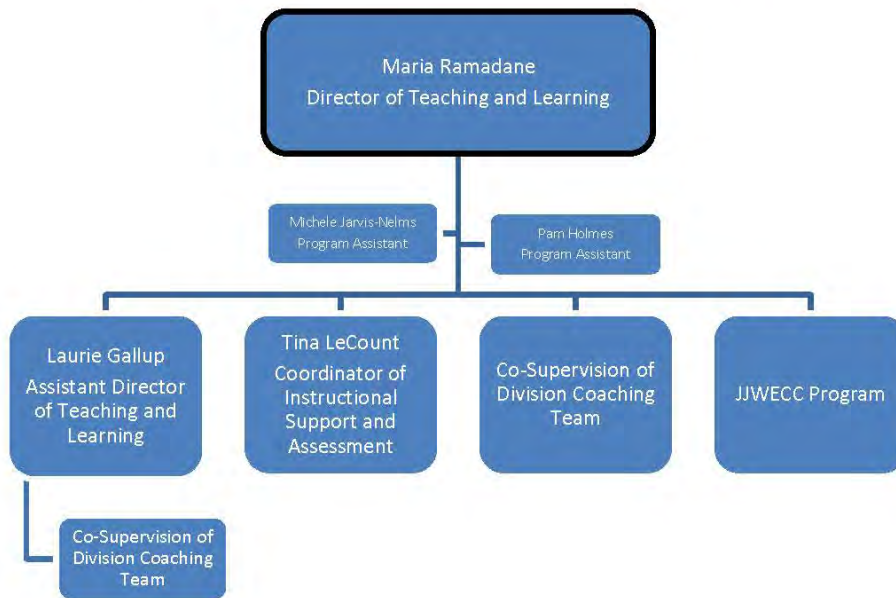 Maria Ramadane
Director of Teaching and Learning
Michele Jarvis-Nelms
Program Assistant
Pam Holmes
Program Assistant
Laurie Gallup
Assistant Director
of Teaching and
Learning
Tina LeCount
Coordinator of
Instructional
Support and
Assessment
Co-Supervision of
Division Coaching
Team
JJWECC Program
Co-Supervision of
Division Coaching
Team